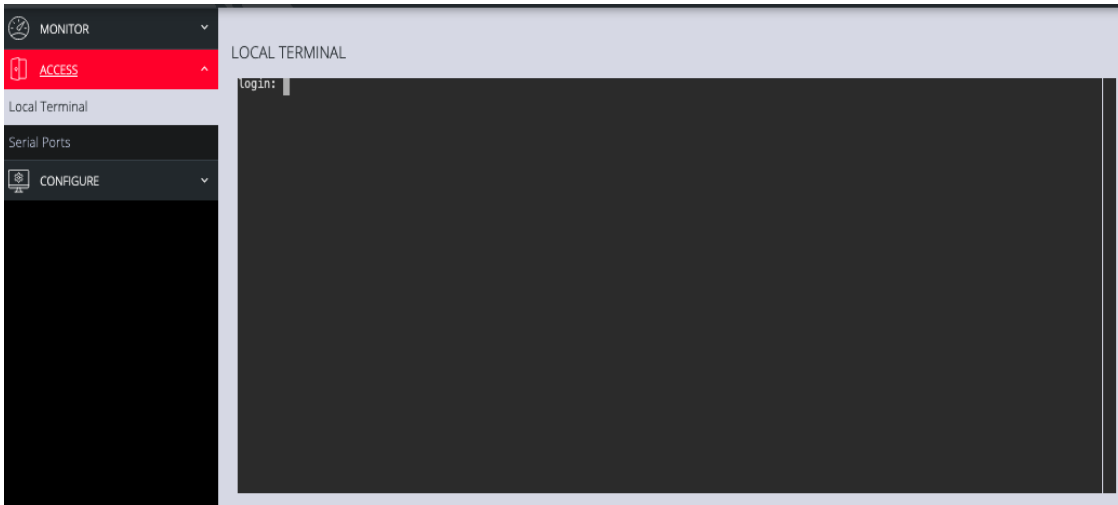 MONITOR
ACCESS
Local Terminal
Serial Ports
CONFIGURE
LOCAL TERMINAL
login: